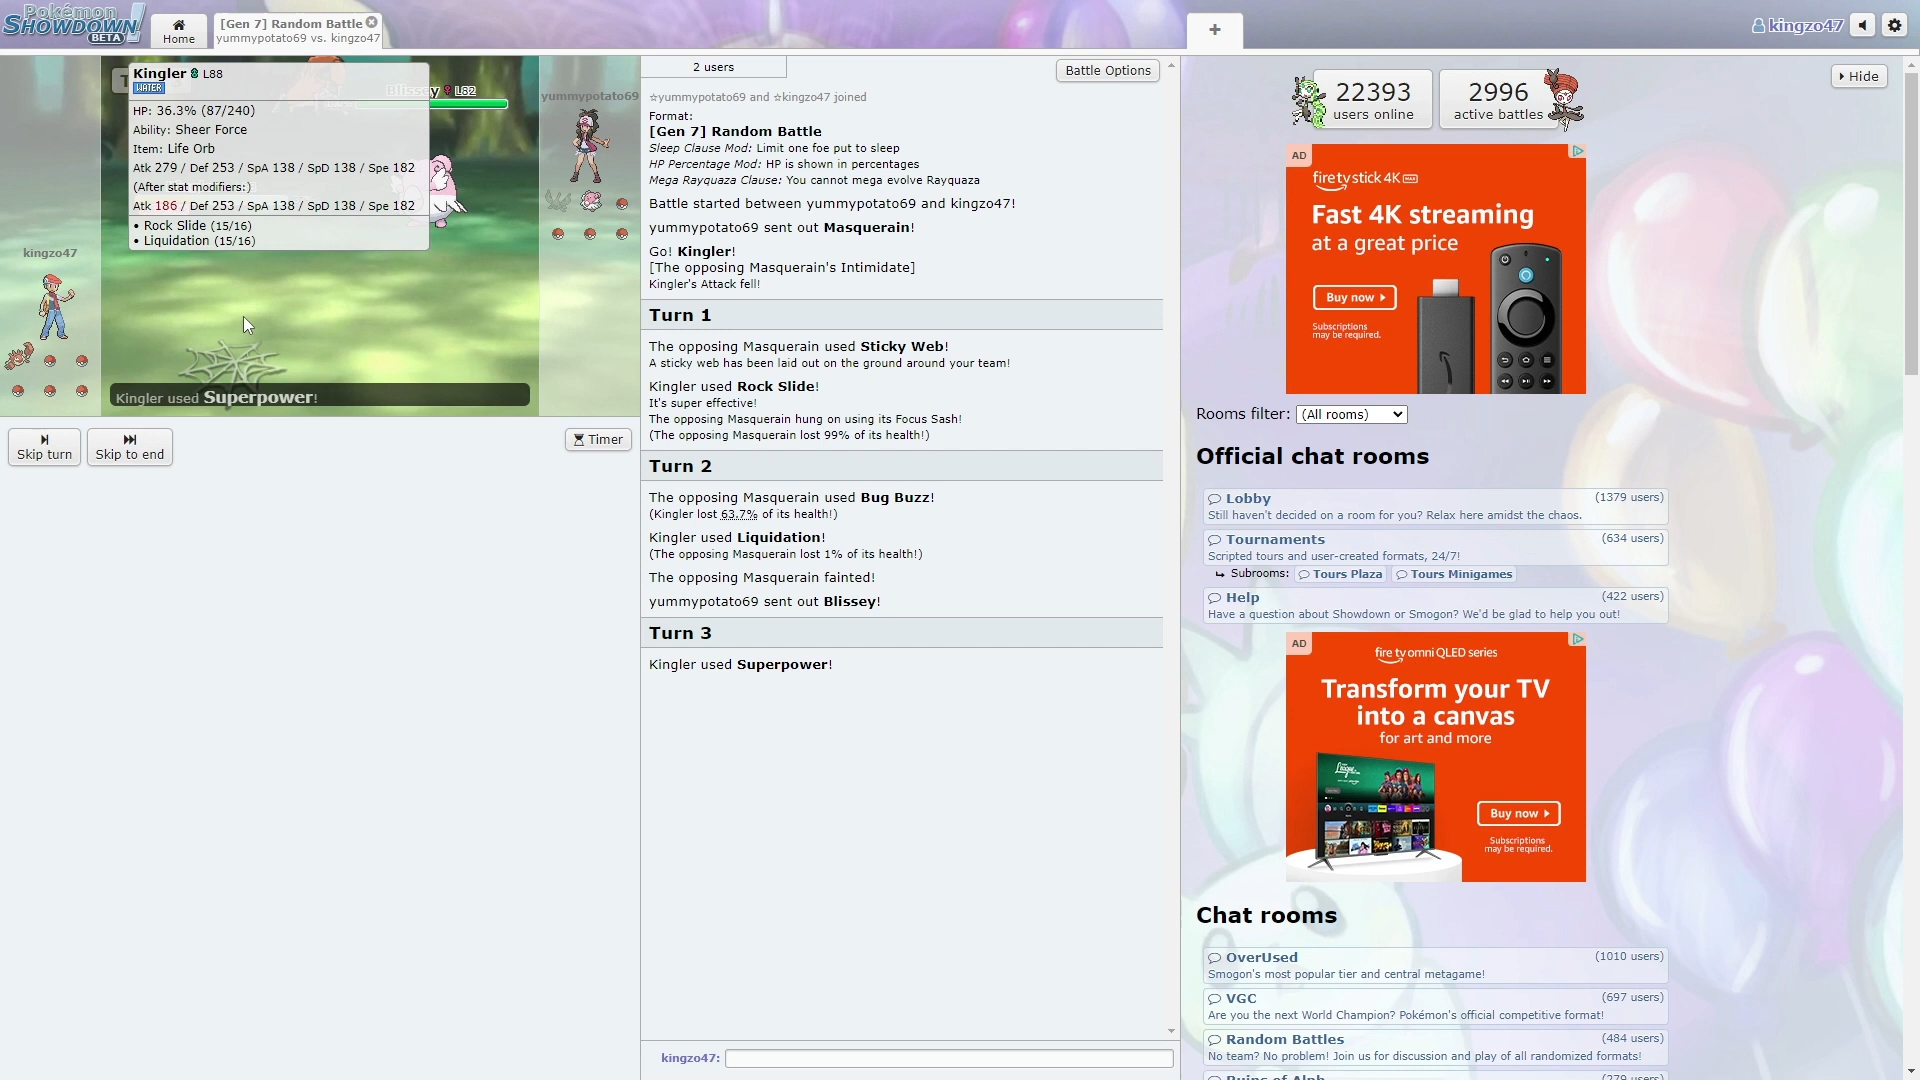 Pokémon
SHOWDOWN!
BETA
Home
[Gen 7] Random Battle
yummypotato69 vs. kingzo47
+
kingzo47
Kingler L88
WATER
HP: 36.3% (87/240)
Ability: Sheer Force
Item: Life Orb
Atk 279 / Def 253 / SpA 138 / SpD 138 / Spe 182
(After stat modifiers:)
Atk 186 / Def 253 / SpA 138 / SpD 138 / Spe 182
• Rock Slide (15/16)
• Liquidation (15/16)
Blissey L82
yummypotato69
kingzo47
Kingler used Superpower!
Skip turn
Skip to end
Timer
2 users
Battle Options
☆yummypotato69 and ☆kingzo47 joined
Format:
[Gen 7] Random Battle
Sleep Clause Mod: Limit one foe put to sleep
HP Percentage Mod: HP is shown in percentages
Mega Rayquaza Clause: You cannot mega evolve Rayquaza
Battle started between yummypotato69 and kingzo47!
yummypotato69 sent out Masquerain!
Go! Kingler!
[The opposing Masquerain's Intimidate]
Kingler's Attack fell!
Turn 1
The opposing Masquerain used Sticky Web!
A sticky web has been laid out on the ground around your team!
Kingler used Rock Slide!
It's super effective!
The opposing Masquerain hung on using its Focus Sash!
(The opposing Masquerain lost 99% of its health!)
Turn 2
The opposing Masquerain used Bug Buzz!
(Kingler lost 63.7% of its health!)
Kingler used Liquidation!
(The opposing Masquerain lost 1% of its health!)
The opposing Masquerain fainted!
yummypotato69 sent out Blissey!
Turn 3
Kingler used Superpower!
kingzo47:
22393
users online
2996
active battles
Hide
AD
fire tv stick 4K MAX
Fast 4K streaming
at a great price
Buy now
Subscriptions
may be required.
Rooms filter: (All rooms)
Official chat rooms
Lobby (1379 users)
Still haven't decided on a room for you? Relax here amidst the chaos.
Tournaments (634 users)
Scripted tours and user-created formats, 24/7!
Subrooms: Tours Plaza Tours Minigames
Help (422 users)
Have a question about Showdown or Smogon? We'd be glad to help you out!
AD
fire tv omni QLED series
Transform your TV
into a canvas
for art and more
Buy now
Subscriptions
may be required.
Chat rooms
OverUsed (1010 users)
Smogon's most popular tier and central metagame!
VGC (697 users)
Are you the next World Champion? Pokémon's official competitive format!
Random Battles (484 users)
No team? No problem! Join us for discussion and play of all randomized formats!
Ruins of Alph (279 users)